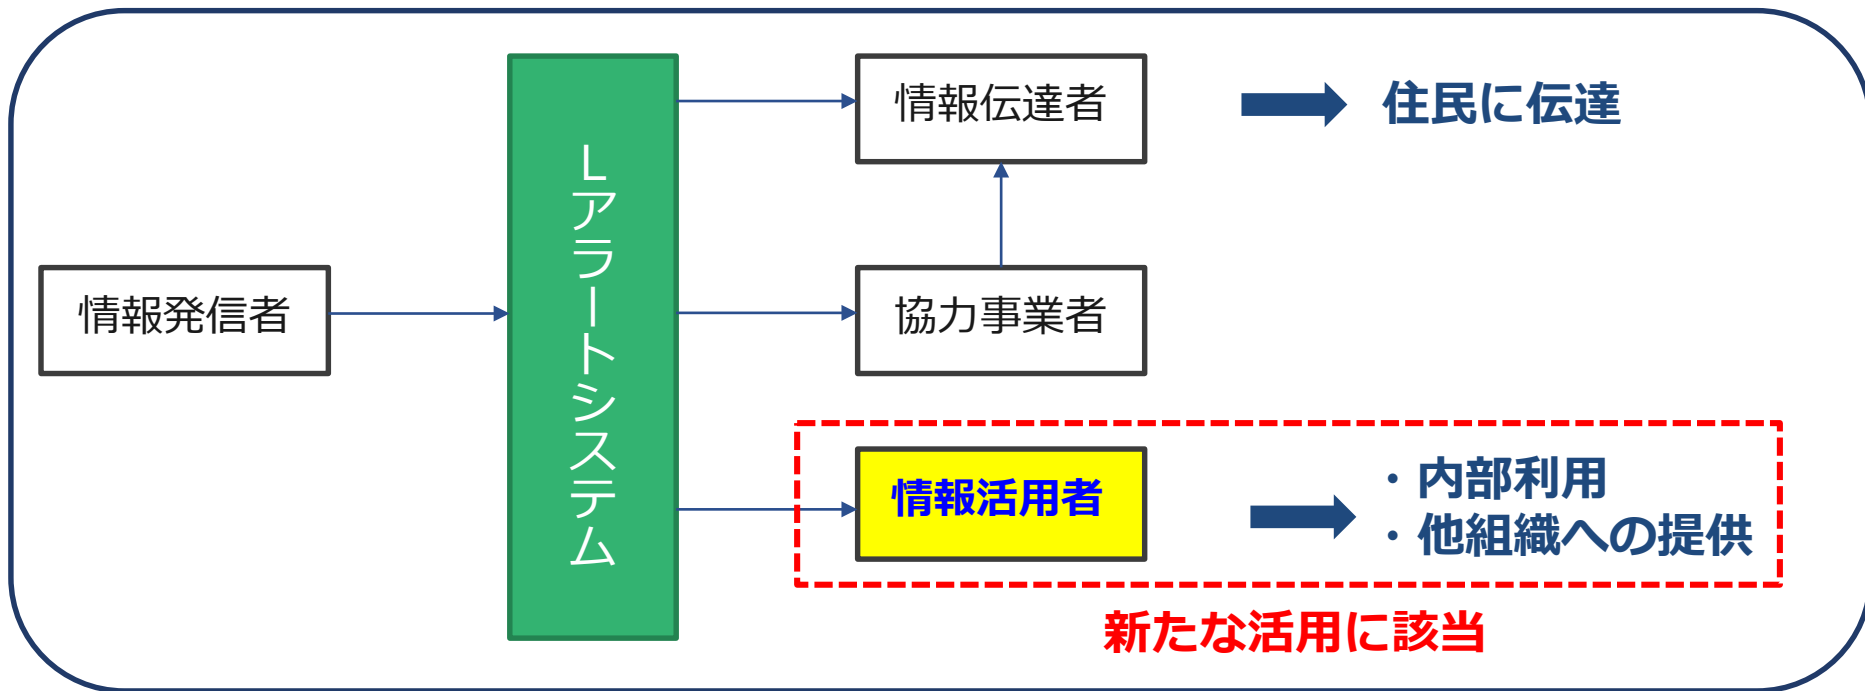 情報発信者
Lアラートシステム
情報伝達者
住民に伝達
協力事業者
情報活用者
・内部利用
・他組織への提供
新たな活用に該当